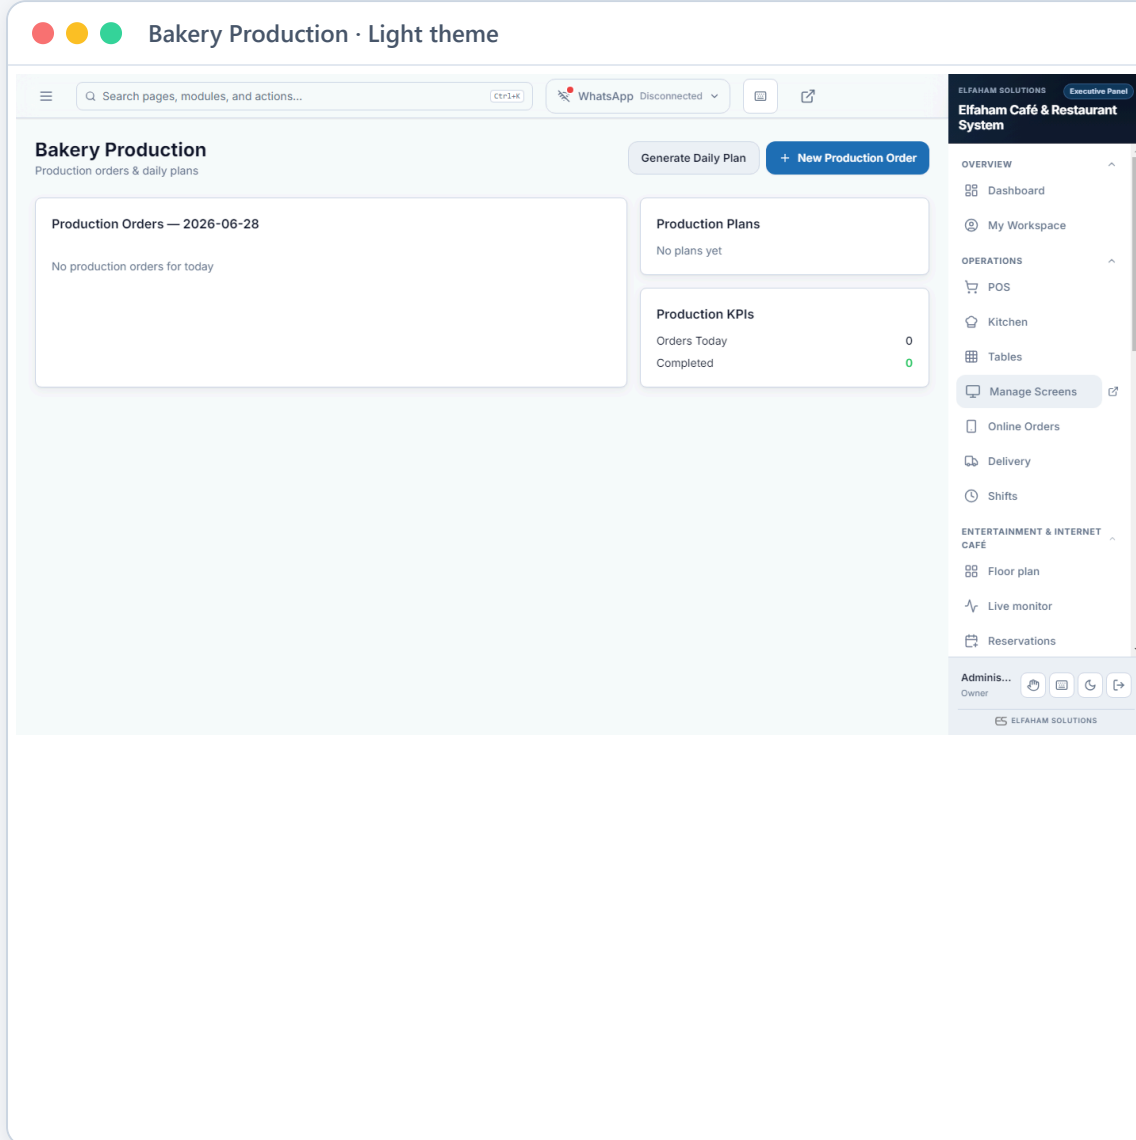 Bakery Production · Light theme
Search pages, modules, and actions...
Ctrl+K
WhatsApp Disconnected
Bakery Production
Production orders & daily plans
Generate Daily Plan
+ New Production Order
Production Orders — 2026-06-28
No production orders for today
Production Plans
No plans yet
Production KPIs
Orders Today 0
Completed 0
ELFAHAM SOLUTIONS
Executive Panel
Elfaham Café & Restaurant
System
OVERVIEW
Dashboard
My Workspace
OPERATIONS
POS
Kitchen
Tables
Manage Screens
Online Orders
Delivery
Shifts
ENTERTAINMENT & INTERNET
CAFÉ
Floor plan
Live monitor
Reservations
Adminis...
Owner
ES ELFAHAM SOLUTIONS